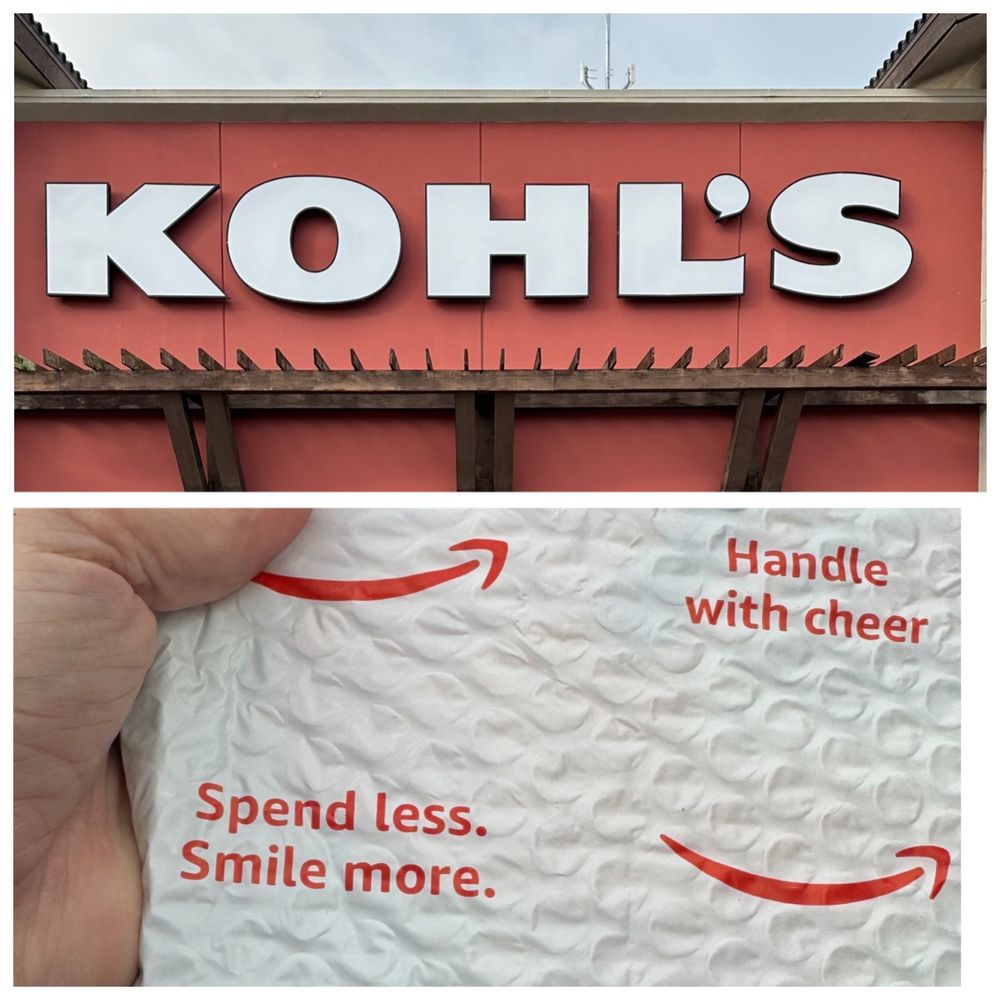 KOHL'S
Handle
with cheer
Spend less.
Smile more.